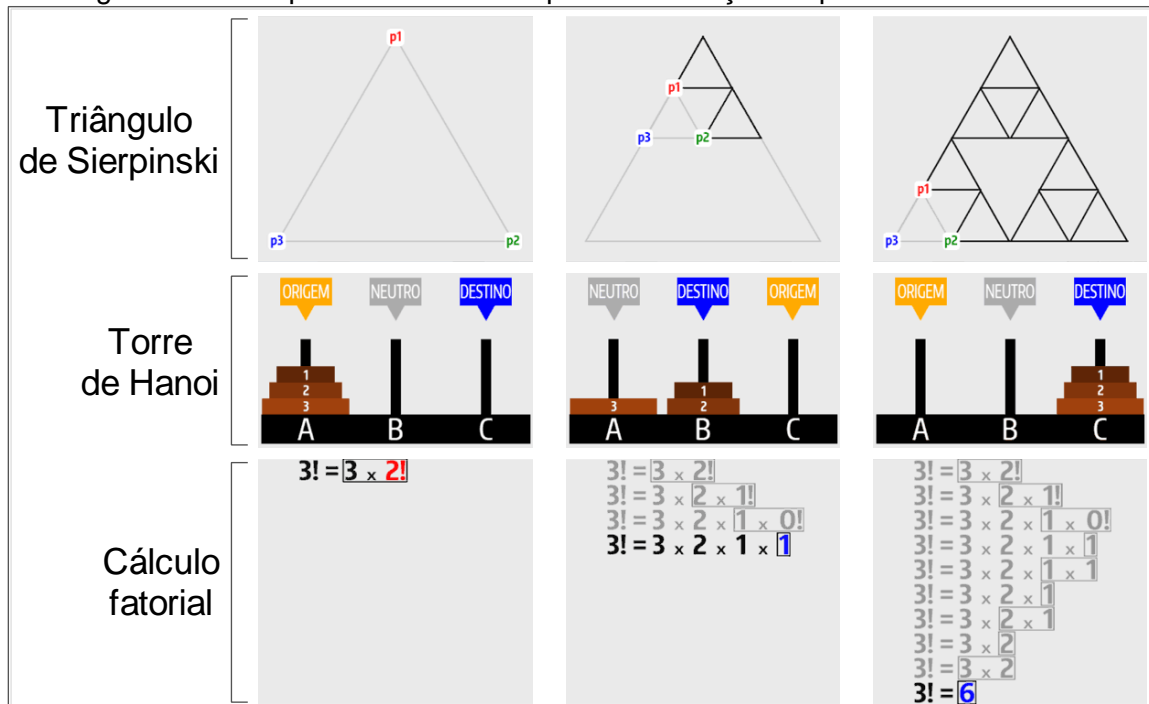 Triângulo
de Sierpinski
p1
p3
p2
p1
p3
p2
p1
p3
p2
Torre
de Hanoi
ORIGEM NEUTRO DESTINO
1
2
3
A B C
NEUTRO DESTINO ORIGEM
1
3 2
A B C
ORIGEM NEUTRO DESTINO
1
2
3
A B C
Cálculo
fatorial
3! = 3 x 2!
3! = 3 x 2!
3! = 3 x 2 x 1!
3! = 3 x 2 x 1 x 0!
3! = 3 x 2 x 1 x 1
3! = 3 x 2!
3! = 3 x 2 x 1!
3! = 3 x 2 x 1 x 0!
3! = 3 x 2 x 1 x 1
3! = 3 x 2 x 1 x 1
3! = 3 x 2 x 1
3! = 3 x 2 x 1
3! = 3 x 2
3! = 3 x 2
3! = 6